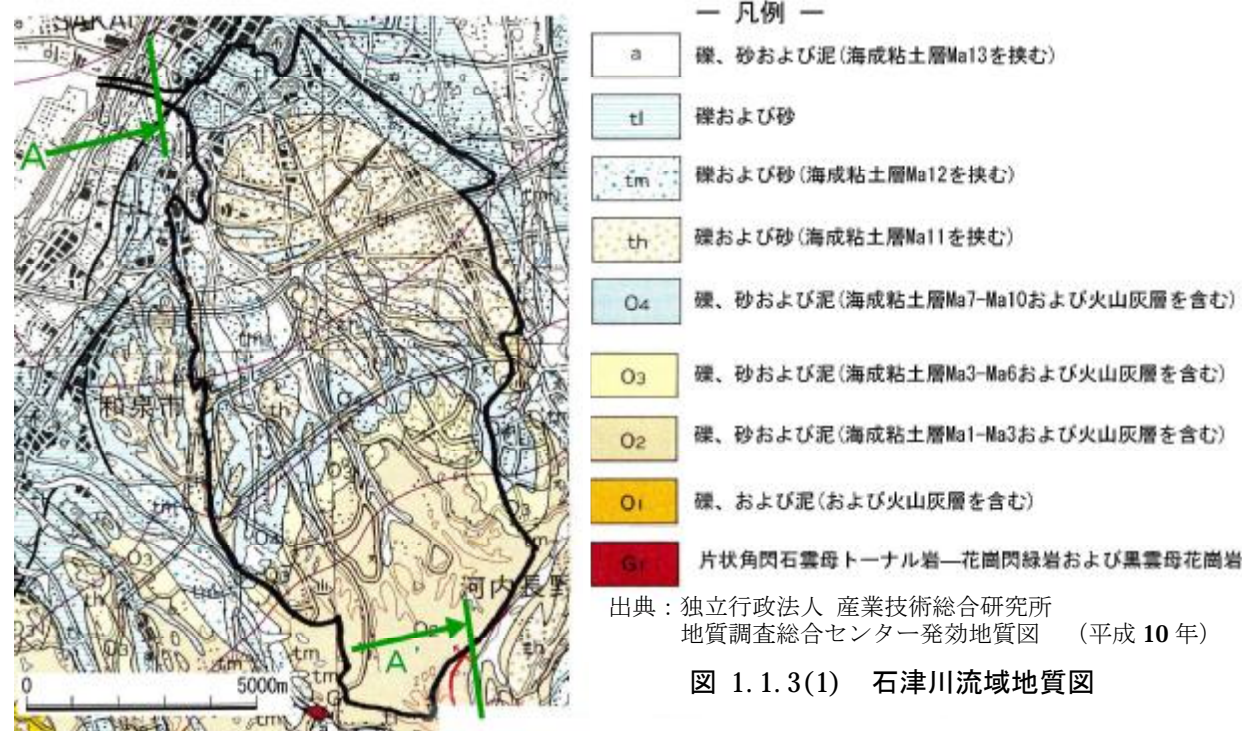 SAKAI
A
和泉市
河内長野
A'
0 5000m
tl
th
tm
th
O3
O4
O3
tm
O3
th
O2
tm
tm
th
― 凡例 ―
a 礫、砂および泥(海成粘土層Ma13を挟む)
tl 礫および砂
tm 礫および砂(海成粘土層Ma12を挟む)
th 礫および砂(海成粘土層Ma11を挟む)
O4 礫、砂および泥(海成粘土層Ma7-Ma10および火山灰層を含む)
O3 礫、砂および泥(海成粘土層Ma3-Ma6および火山灰層を含む)
O2 礫、砂および泥(海成粘土層Ma1-Ma3および火山灰層を含む)
O1 礫、および泥(および火山灰層を含む)
Gr 片状角閃石雲母トーナル岩―花崗閃緑岩および黒雲母花崗岩
出典:独立行政法人 産業技術総合研究所
地質調査総合センター発効地質図 (平成 10 年)
図 1.1.3(1) 石津川流域地質図